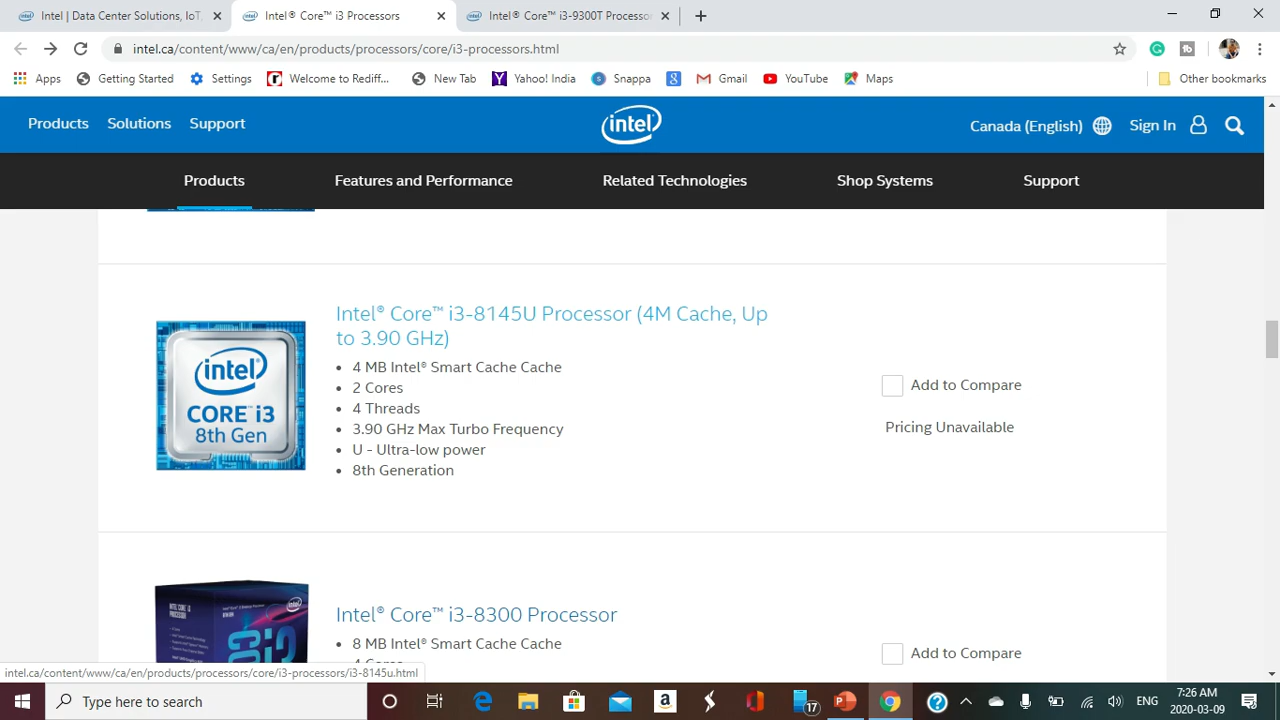 Intel | Data Center Solutions, IoT,
Intel® Core™ i3 Processors
Intel® Core™ i3-9300T Processor
intel.ca/content/www/ca/en/products/processors/core/i3-processors.html
Apps
Getting Started
Settings
Welcome to Rediff...
New Tab
Yahoo! India
Snappa
Gmail
YouTube
Maps
Other bookmarks
Products
Solutions
Support
intel
Canada (English)
Sign In
Products
Features and Performance
Related Technologies
Shop Systems
Support
intel
CORE™ i3
8th Gen
Intel® Core™ i3-8145U Processor (4M Cache, Up
to 3.90 GHz)
• 4 MB Intel® Smart Cache Cache
• 2 Cores
• 4 Threads
• 3.90 GHz Max Turbo Frequency
• U - Ultra-low power
• 8th Generation
Add to Compare
Pricing Unavailable
Intel® Core™ i3-8300 Processor
• 8 MB Intel® Smart Cache Cache
Add to Compare
intel.ca/content/www/ca/en/products/processors/core/i3-processors/i3-8145u.html
Type here to search
17
ENG
7:26 AM
2020-03-09